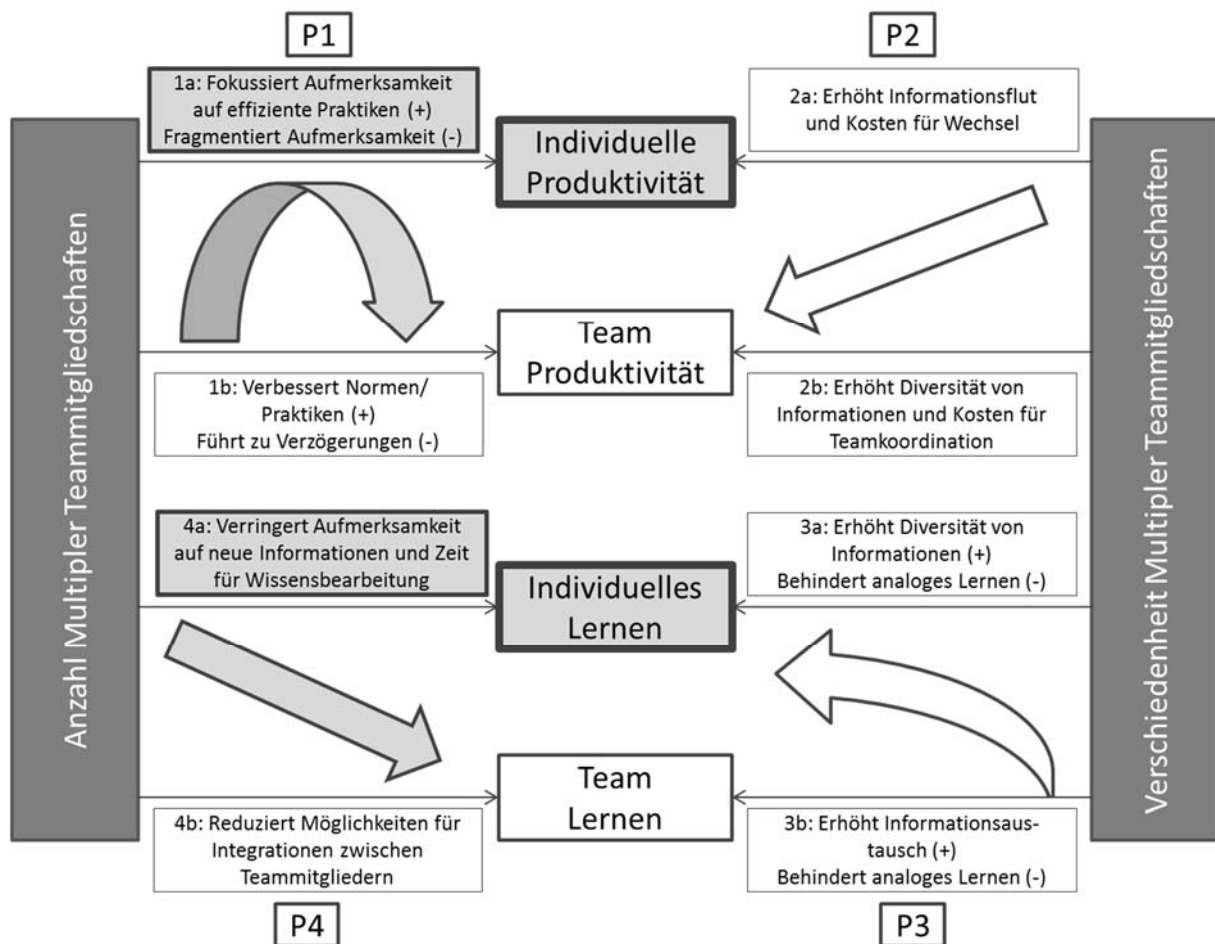 P1
P2
1a: Fokussiert Aufmerksamkeit
auf effiziente Praktiken (+)
Fragmentiert Aufmerksamkeit (-)
2a: Erhöht Informationsflut
und Kosten für Wechsel
Individuelle
Produktivität
Anzahl Multipler Teammitgliedschaften
Verschiedenheit Multipler Teammitgliedschaften
Team
Produktivität
1b: Verbessert Normen/
Praktiken (+)
Führt zu Verzögerungen (-)
2b: Erhöht Diversität von
Informationen und Kosten für
Teamkoordination
4a: Verringert Aufmerksamkeit
auf neue Informationen und Zeit
für Wissensbearbeitung
3a: Erhöht Diversität von
Informationen (+)
Behindert analoges Lernen (-)
Individuelles
Lernen
Team
Lernen
4b: Reduziert Möglichkeiten für
Integrationen zwischen
Teammitgliedern
3b: Erhöht Informationsaus-
tausch (+)
Behindert analoges Lernen (-)
P4
P3